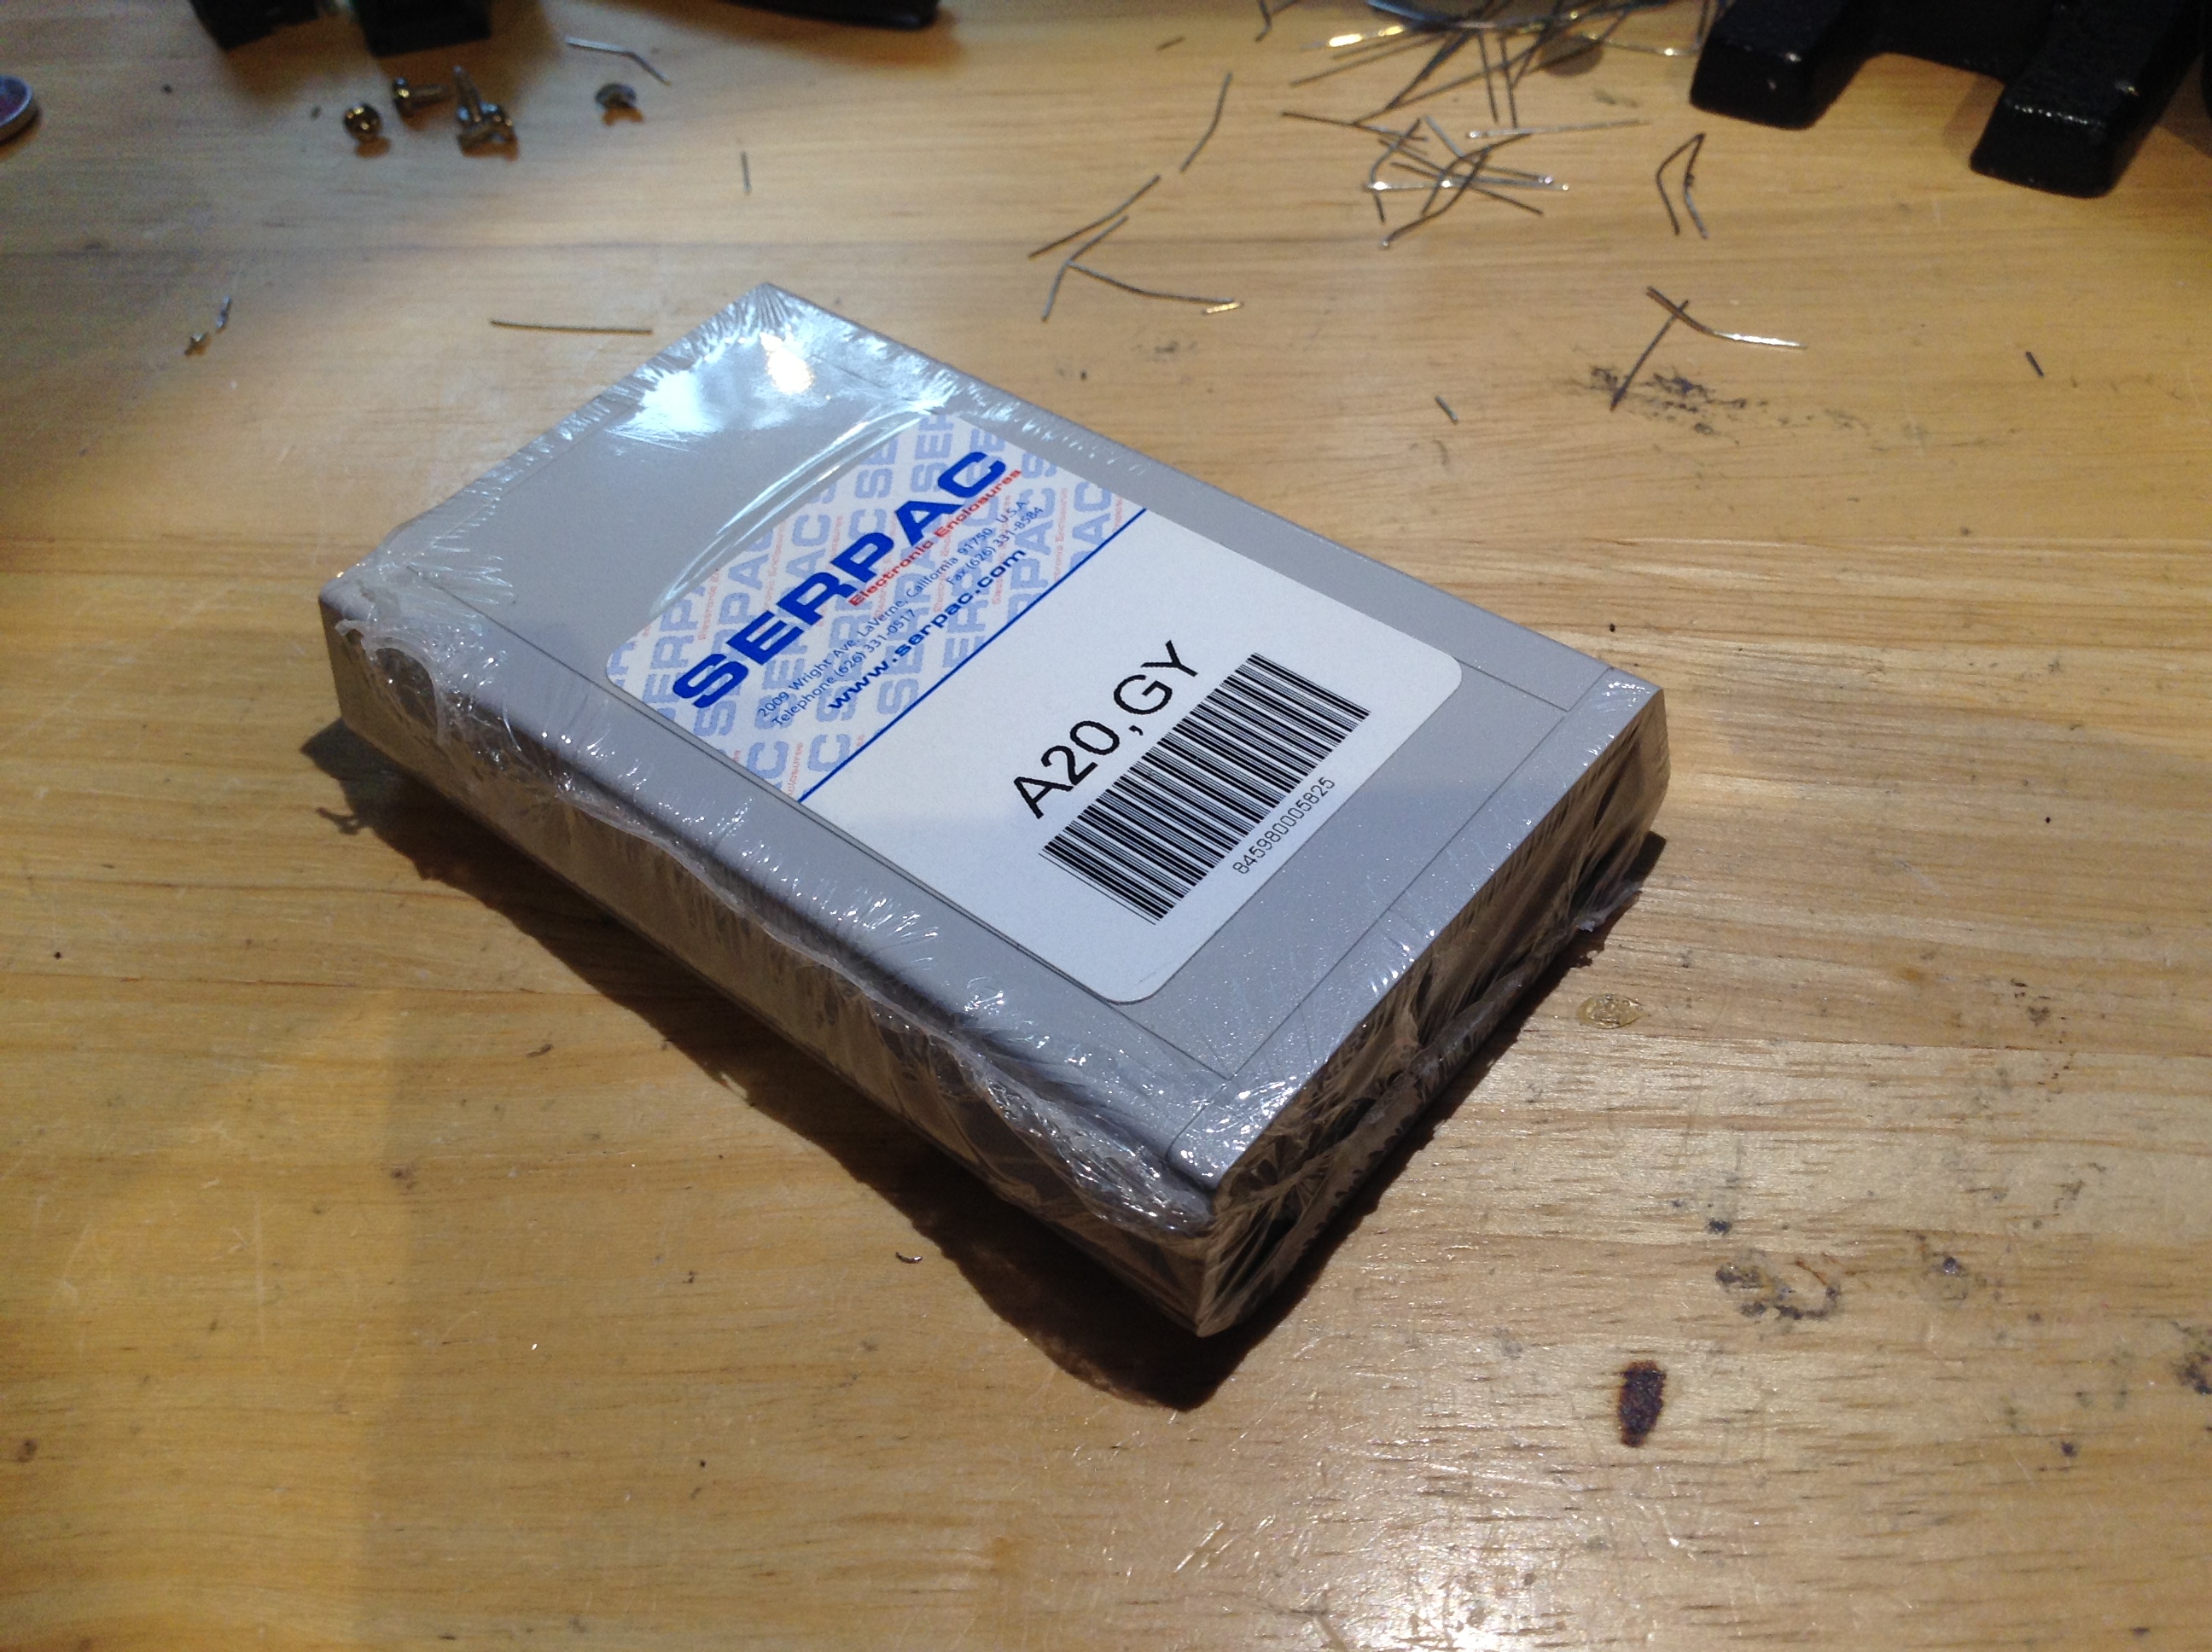 SERPAC
Electronic Enclosures
2009 Wright Ave. LaVerne, California 91750 U.S.A.
Telephone (626) 331-0517 Fax (626) 331-8584
www.serpac.com
A20,GY
845980005825